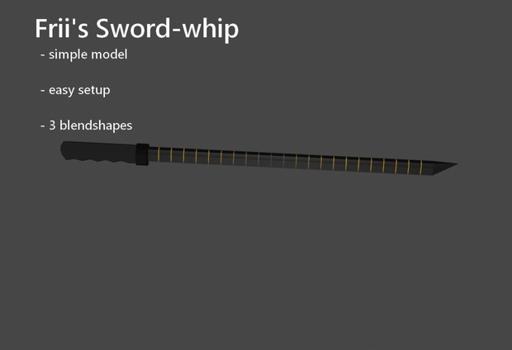 Frii's Sword-whip
- simple model
- easy setup
- 3 blendshapes